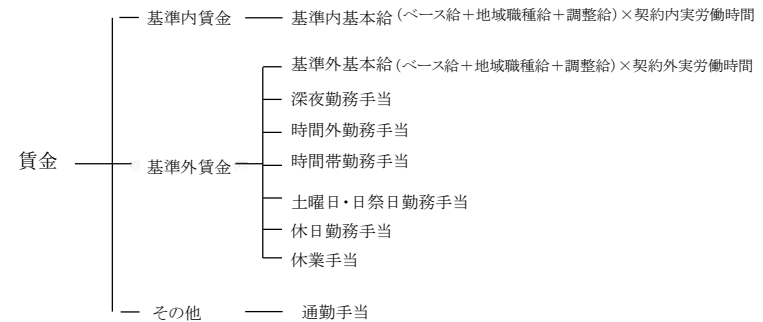 基準内賃金 基準内基本給 (ベース給+地域職種給+調整給)×契約内実労働時間
基準外基本給 (ベース給+地域職種給+調整給)×契約外実労働時間
深夜勤務手当
時間外勤務手当
賃金 基準外賃金 時間帯勤務手当
土曜日・日祭日勤務手当
休日勤務手当
休業手当
その他 通勤手当